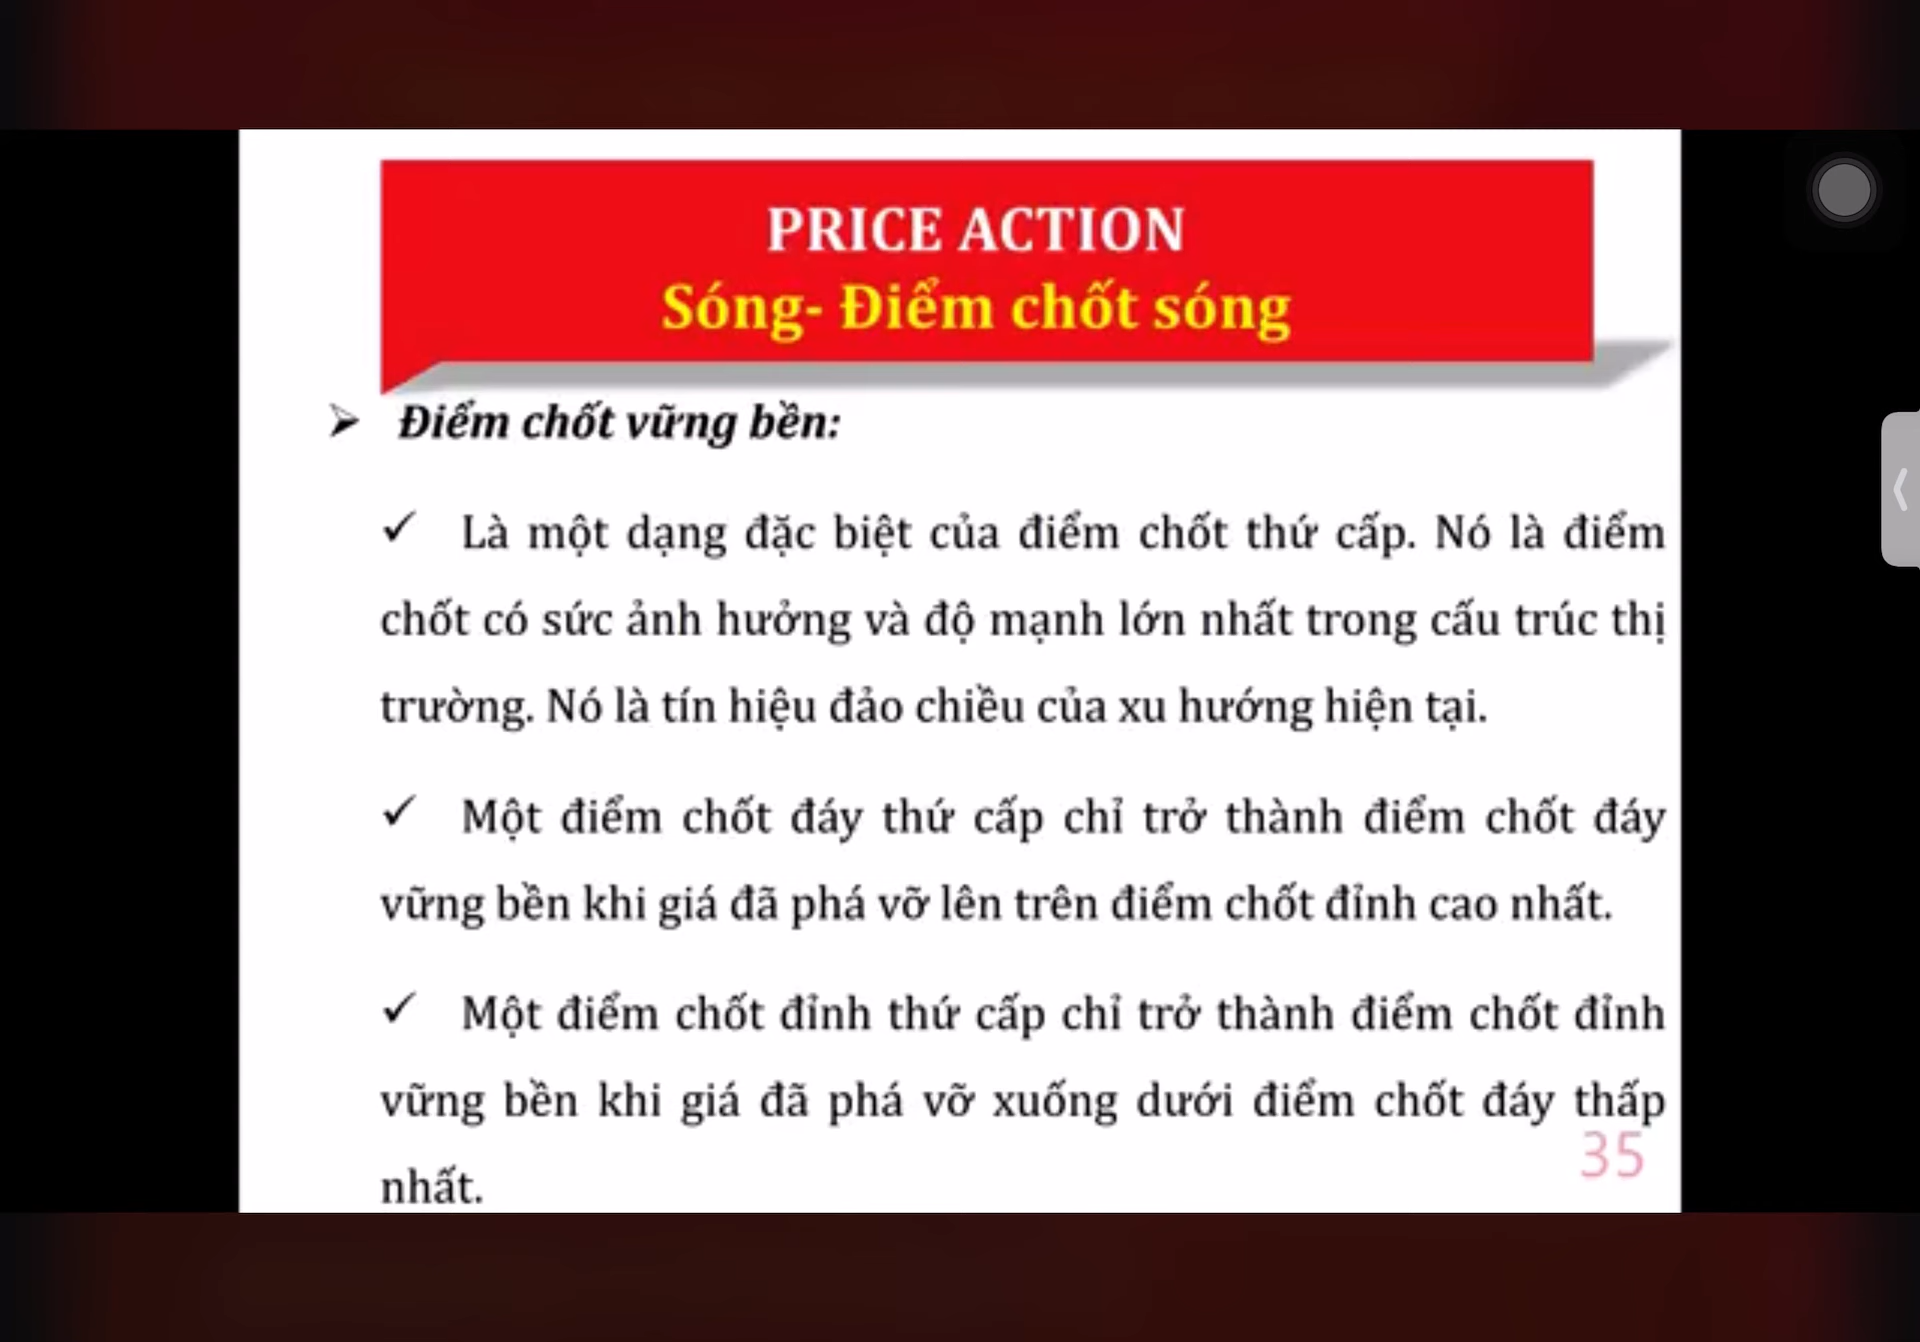 PRICE ACTION
Sóng- Điểm chốt sóng
➢ Điểm chốt vững bền:
✓ Là một dạng đặc biệt của điểm chốt thứ cấp. Nó là điểm
chốt có sức ảnh hưởng và độ mạnh lớn nhất trong cấu trúc thị
trường. Nó là tín hiệu đảo chiều của xu hướng hiện tại.
✓ Một điểm chốt đáy thứ cấp chỉ trở thành điểm chốt đáy
vững bền khi giá đã phá vỡ lên trên điểm chốt đỉnh cao nhất.
✓ Một điểm chốt đỉnh thứ cấp chỉ trở thành điểm chốt đỉnh
vững bền khi giá đã phá vỡ xuống dưới điểm chốt đáy thấp
nhất.
35